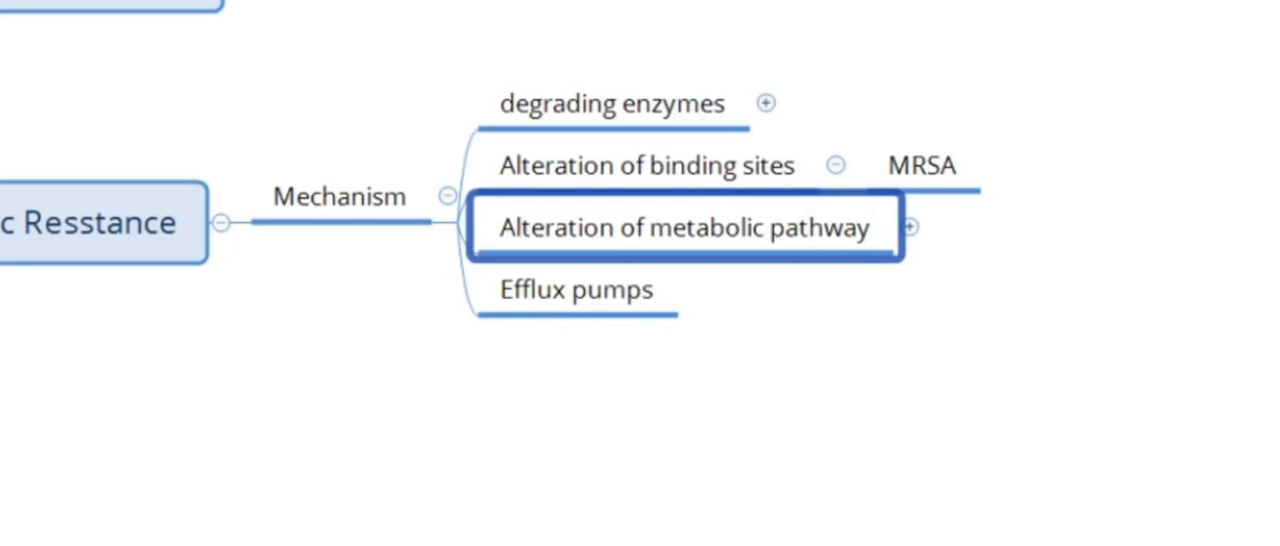 degrading enzymes
Alteration of binding sites
MRSA
Mechanism
c Resstance
Alteration of metabolic pathway
Efflux pumps